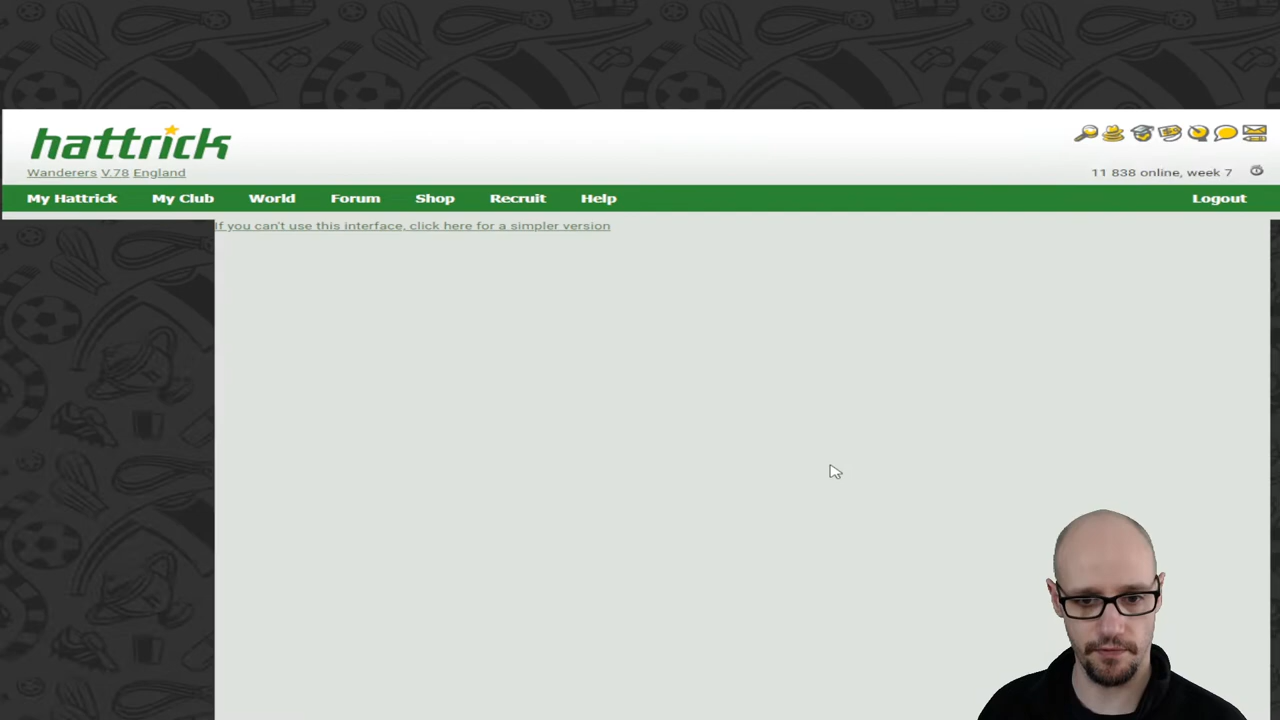 hattrick
Wanderers V.78 England
11 838 online, week 7
My Hattrick My Club World Forum Shop Recruit Help Logout
If you can't use this interface, click here for a simpler version